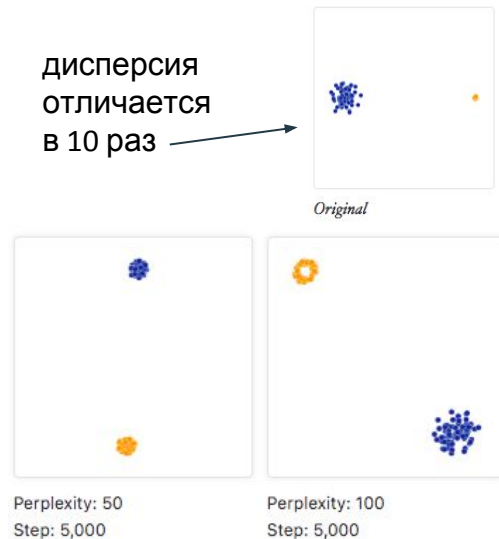 дисперсия
отличается
в 10 раз
Original
Perplexity: 50
Step: 5,000
Perplexity: 100
Step: 5,000